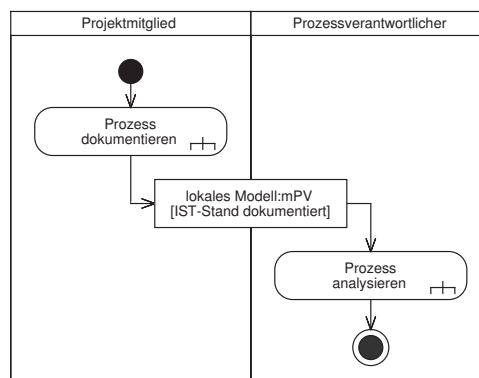 Projektmitglied
Prozessverantwortlicher
Prozess
dokumentieren
lokales Modell:mPV
[IST-Stand dokumentiert]
Prozess
analysieren